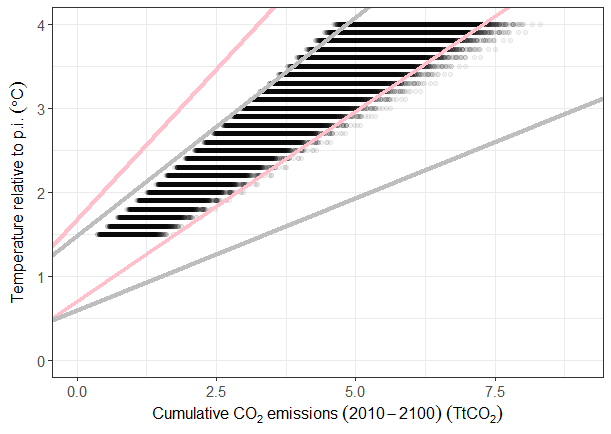 Temperature relative to p.i. (°C)
4
3
2
1
0
0.0 2.5 5.0 7.5
Cumulative CO₂ emissions (2010−2100) (TtCO₂)